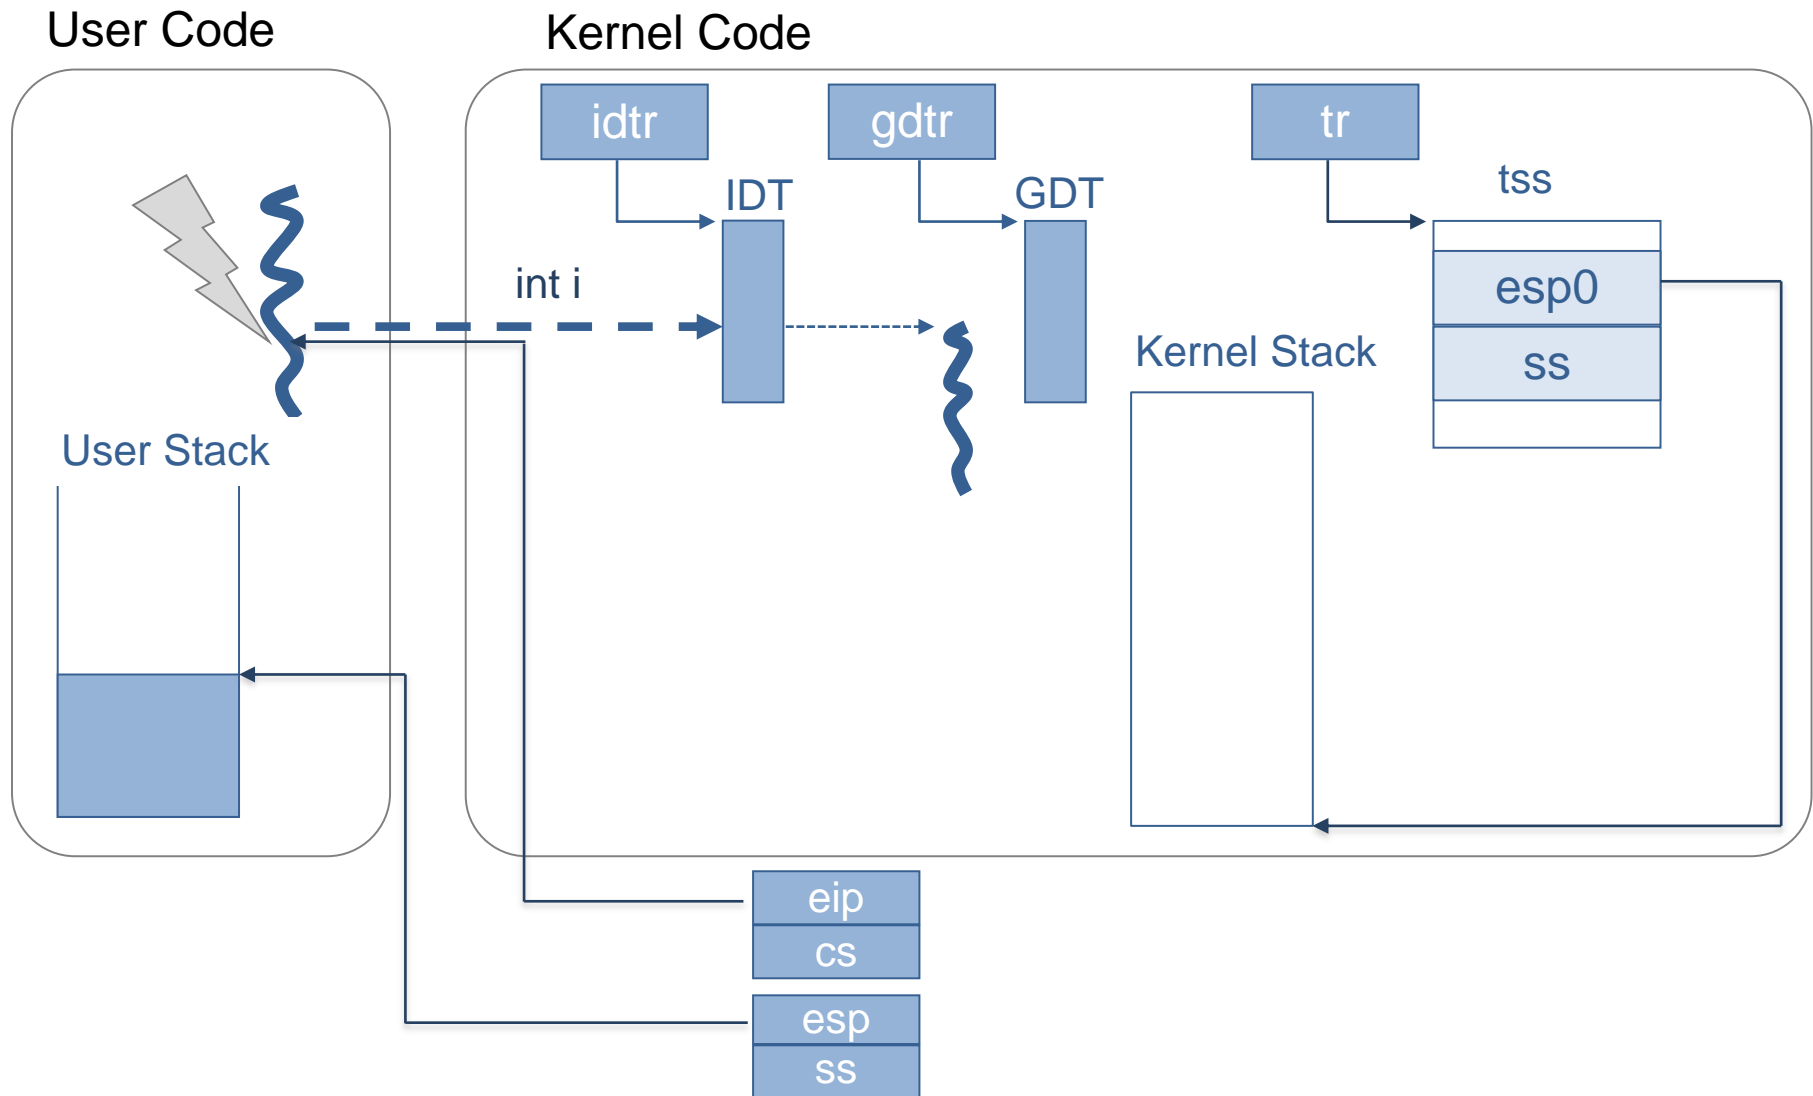 User Code
Kernel Code
idtr
gdtr
tr
IDT
GDT
tss
int i
esp0
ss
Kernel Stack
User Stack
eip
cs
esp
ss